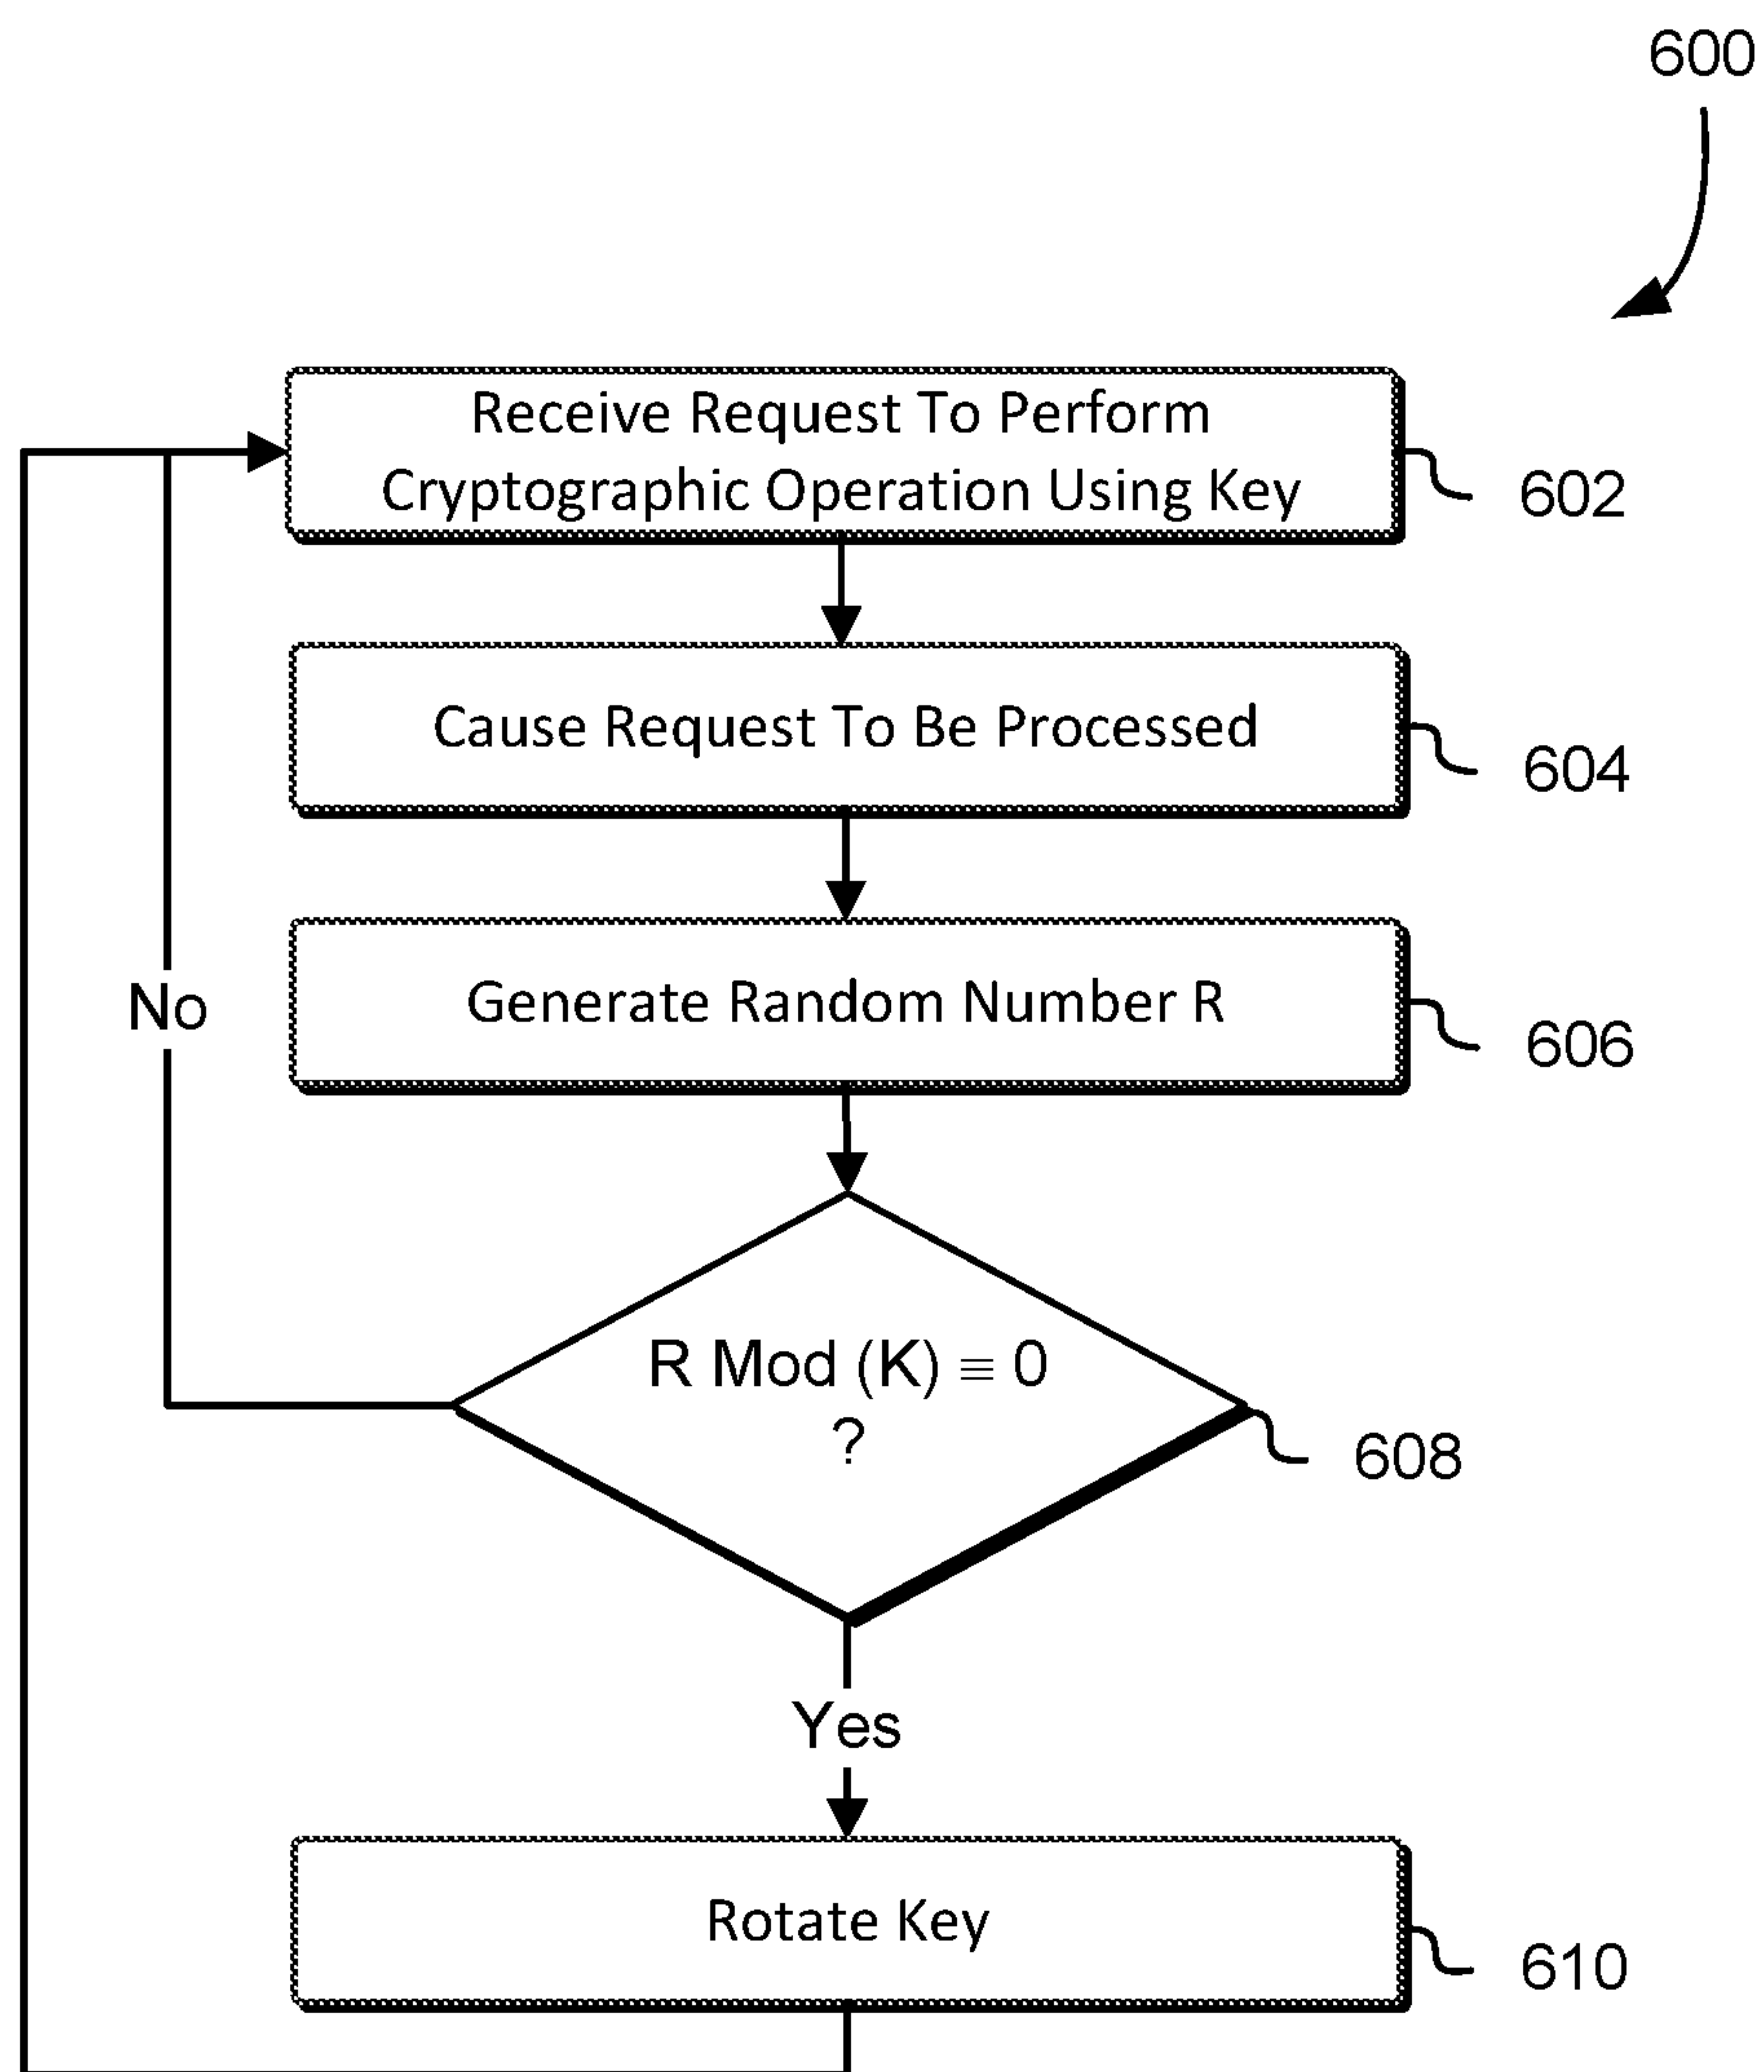 600
Receive Request To Perform
Cryptographic Operation Using Key
602
Cause Request To Be Processed
604
Generate Random Number R
606
No
R Mod (K) ≡ 0
?
608
Yes
Rotate Key
610